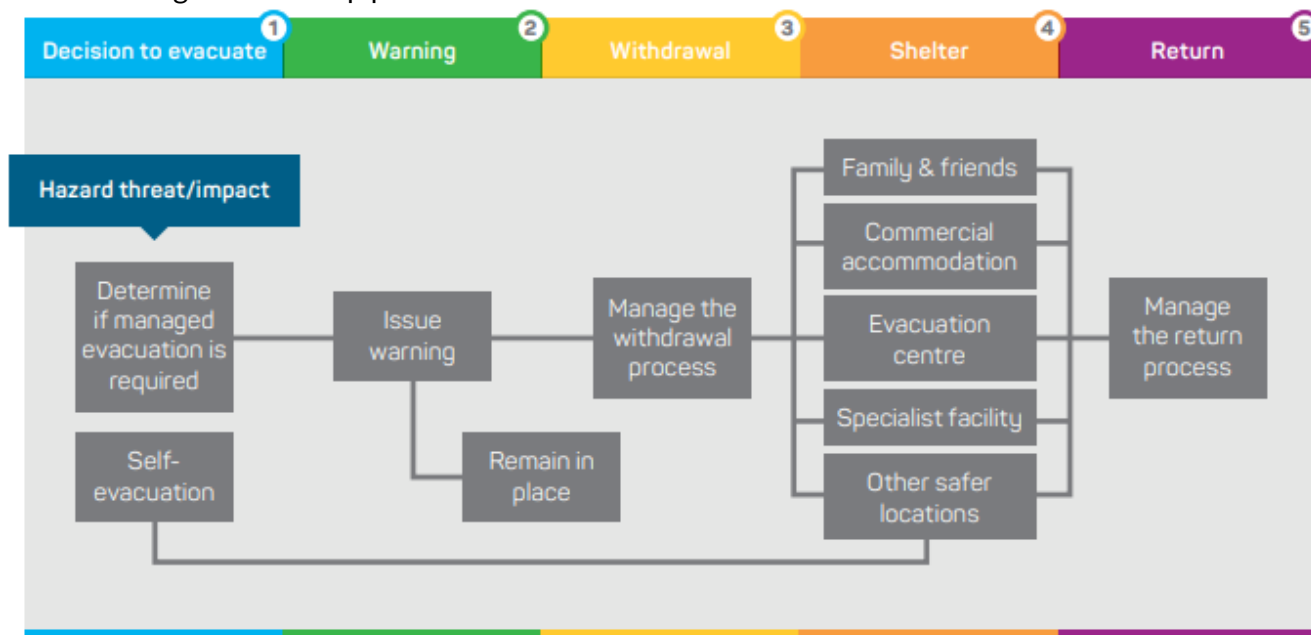 Decision to evacuate
1
Warning
2
Withdrawal
3
Shelter
4
Return
5
Hazard threat/impact
Determine
if managed
evacuation is
required
Self-
evacuation
Issue
warning
Remain in
place
Manage the
withdrawal
process
Family & friends
Commercial
accommodation
Evacuation
centre
Specialist facility
Other safer
locations
Manage
the return
process